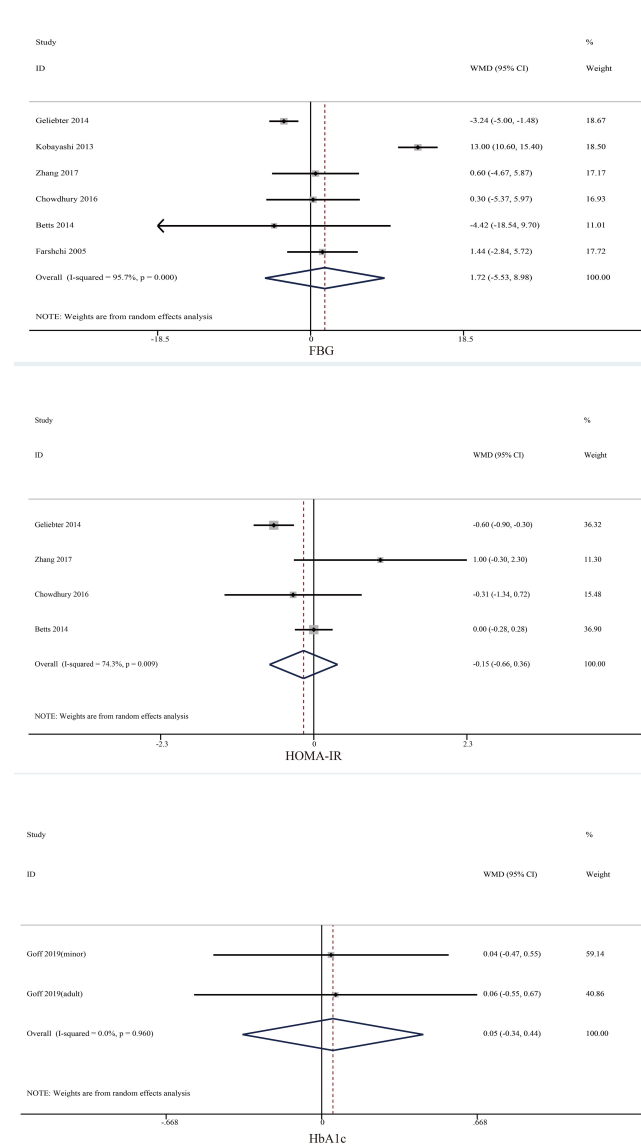 Study %
ID WMD (95% CI) Weight
Geliebter 2014 -3.24 (-5.00, -1.48) 18.67
Kobayashi 2013 13.00 (10.60, 15.40) 18.50
Zhang 2017 0.60 (-4.67, 5.87) 17.17
Chowdhury 2016 0.30 (-5.37, 5.97) 16.93
Betts 2014 -4.42 (-18.54, 9.70) 11.01
Farshchi 2005 1.44 (-2.84, 5.72) 17.72
Overall (I-squared = 95.7%, p = 0.000) 1.72 (-5.53, 8.98) 100.00
NOTE: Weights are from random effects analysis
-18.5 0 18.5
FBG
Study %
ID WMD (95% CI) Weight
Geliebter 2014 -0.60 (-0.90, -0.30) 36.32
Zhang 2017 1.00 (-0.30, 2.30) 11.30
Chowdhury 2016 -0.31 (-1.34, 0.72) 15.48
Betts 2014 0.00 (-0.28, 0.28) 36.90
Overall (I-squared = 74.3%, p = 0.009) -0.15 (-0.66, 0.36) 100.00
NOTE: Weights are from random effects analysis
-2.3 0 2.3
HOMA-IR
Study %
ID WMD (95% CI) Weight
Goff 2019(minor) 0.04 (-0.47, 0.55) 59.14
Goff 2019(adult) 0.06 (-0.55, 0.67) 40.86
Overall (I-squared = 0.0%, p = 0.960) 0.05 (-0.34, 0.44) 100.00
NOTE: Weights are from random effects analysis
-.668 0 .668
HbA1c